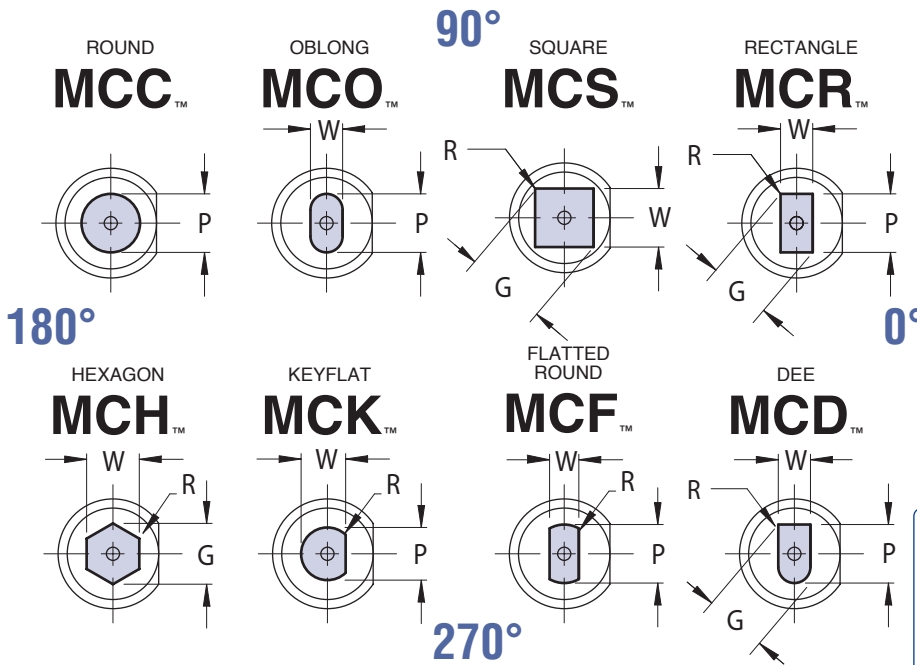 90°
ROUND
OBLONG
SQUARE
RECTANGLE
MCC™
MCO™
MCS™
MCR™
W
W
R
R
P
P
W
P
G
G
180°
0°
HEXAGON
KEYFLAT
FLATTED
ROUND
DEE
MCH™
MCK™
MCF™
MCD™
W
W
W
W
R
R
R
R
G
P
P
P
G
270°